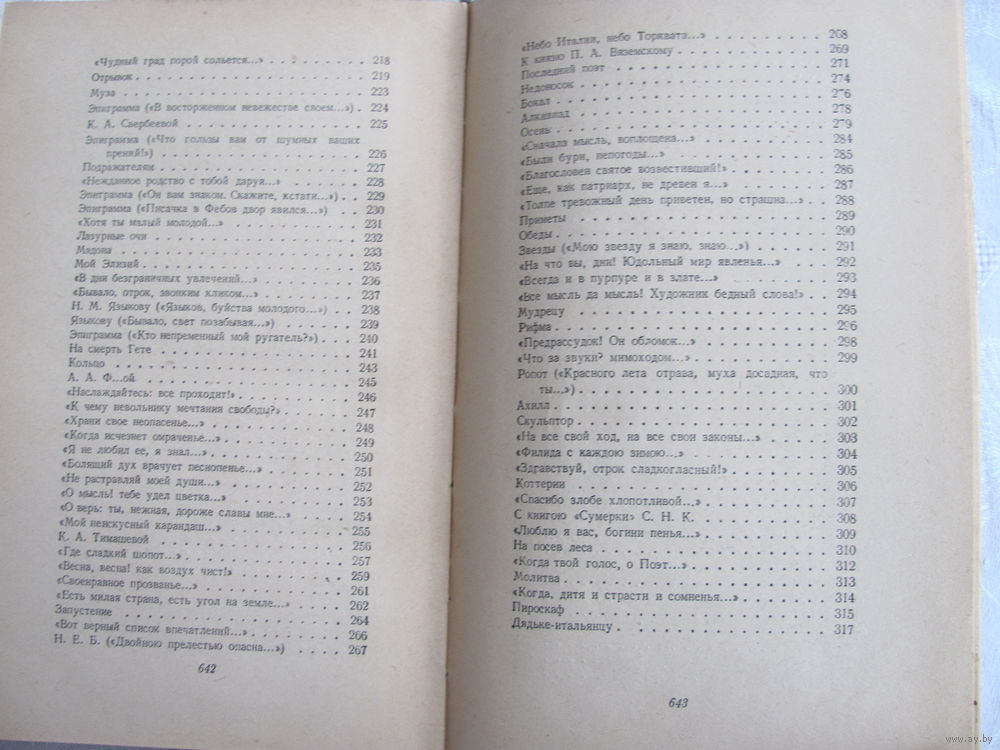 «Чудный град порой сольется...» . . . . . . . . 218
Отрывок . . . . . . . . . . . . . . . . 219
Муза . . . . . . . . . . . . . . . . . 223
Эпиграмма («В восторженном невежестве своем...») . 224
К. А. Свербеевой . . . . . . . . . . . . . 225
Эпиграмма («Что пользы вам от шумных ваших
прений!») . . . . . . . . . . . . . . . 226
Подражателям . . . . . . . . . . . . . . 227
«Нежданное родство с тобой даруя...» . . . . . . 228
Эпиграмма («Он вам знаком. Скажите, кстати...») . . 229
Эпиграмма («Писачка в Фебов двор явился...») . . . 230
«Хотя ты малый молодой...» . . . . . . . . . 231
Лазурные очи . . . . . . . . . . . . . . 232
Мадона . . . . . . . . . . . . . . . . 233
Мой Элизий . . . . . . . . . . . . . . . 235
«В дни безграничных увлечений...» . . . . . . . 236
«Бывало, отрок, звонким кликом...» . . . . . . . 237
Н. М. Языкову («Языков, буйства молодого...») . . . 238
Языкову («Бывало, свет позабывая...») . . . . . . 239
Эпиграмма («Кто непременный мой ругатель?») . . . 240
На смерть Гете . . . . . . . . . . . . . . 241
Кольцо . . . . . . . . . . . . . . . . 243
А. А. Ф...ой . . . . . . . . . . . . . . 245
«Наслаждайтесь: все проходит!» . . . . . . . . 246
«К чему невольнику мечтания свободы?» . . . . . 247
«Храни свое неопасенье...» . . . . . . . . . . 248
«Когда исчезнет омраченье...» . . . . . . . . . 249
«Я не любил ее, я знал...» . . . . . . . . . . 250
«Болящий дух врачует песнопенье...» . . . . . . 251
«Не растравляй моей души...» . . . . . . . . . 252
«О мысль! тебе удел цветка...» . . . . . . . . 253
«О верь: ты, нежная, дороже славы мне...» . . . . 254
«Мой неискусный карандаш...» . . . . . . . . . 255
К. А. Тимашевой . . . . . . . . . . . . . 256
«Где сладкий шопот...» . . . . . . . . . . . 257
«Весна, весна! как воздух чист!» . . . . . . . . 259
«Своенравное прозванье...» . . . . . . . . . . 261
«Есть милая страна, есть угол на земле...» . . . . 262
Запустение . . . . . . . . . . . . . . . 264
«Вот верный список впечатлений...» . . . . . . . 266
Н. Е. Б. («Двойною прелестью опасна...») . . . . 267
642
«Небо Италии, небо Торквата...» . . . . . . . . 268
К князю П. А. Вяземскому . . . . . . . . . . 269
Последний поэт . . . . . . . . . . . . . . 271
Недоносок . . . . . . . . . . . . . . . 274
Бокал . . . . . . . . . . . . . . . . . 276
Алкивиад . . . . . . . . . . . . . . . . 278
Осень . . . . . . . . . . . . . . . . . 279
«Сначала мысль, воплощена...» . . . . . . . . 284
«Были бури, непогоды...» . . . . . . . . . . 285
«Благословен святое возвестивший!» . . . . . . . 286
«Еще, как патриарх, не древен я...» . . . . . . . 287
«Толпе тревожный день приветен, но страшна...» . . 288
Приметы . . . . . . . . . . . . . . . . 289
Обеды . . . . . . . . . . . . . . . . . 290
Звезды («Мою звезду я знаю, знаю...») . . . . . . 291
«На что вы, дни! Юдольный мир явленья...» . . . . 292
«Всегда и в пурпуре и в злате...» . . . . . . . 293
«Все мысль да мысль! Художник бедный слова!» . . 294
Мудрецу . . . . . . . . . . . . . . . . 295
Рифма . . . . . . . . . . . . . . . . . 296
«Предрассудок! Он обломок...» . . . . . . . . . 298
«Что за звуки? мимоходом...» . . . . . . . . . 299
Ропот («Красного лета отрава, муха досадная, что
ты...») . . . . . . . . . . . . . . . . 300
Ахилл . . . . . . . . . . . . . . . . . 301
Скульптор . . . . . . . . . . . . . . . 302
«На все свой ход, на все свои законы...» . . . . . 303
«Филида с каждою зимою...» . . . . . . . . . 304
«Здравствуй, отрок сладкогласный!» . . . . . . . 305
Коттерии . . . . . . . . . . . . . . . . 306
«Спасибо злобе хлопотливой...» . . . . . . . . 307
С книгою «Сумерки» С. Н. К. . . . . . . . . . 308
«Люблю я вас, богини пенья...» . . . . . . . . 309
На посев леса . . . . . . . . . . . . . . 310
«Когда твой голос, о Поэт...» . . . . . . . . . 312
Молитва . . . . . . . . . . . . . . . . 313
«Когда, дитя и страсти и сомненья...» . . . . . . 314
Пироскаф . . . . . . . . . . . . . . . . 315
Дядьке-итальянцу . . . . . . . . . . . . . 317
643
www.ay.by